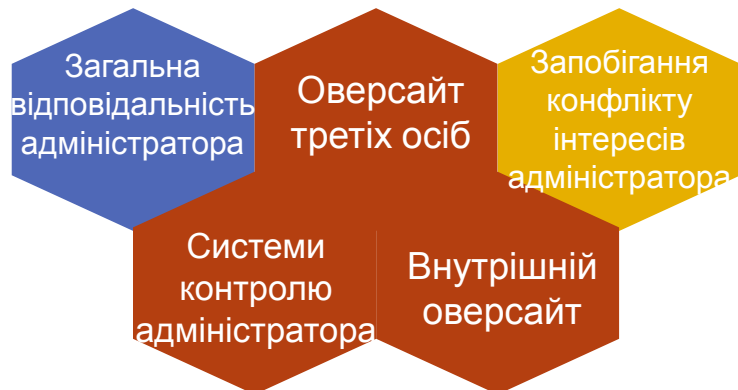 Загальна
відповідальність
адміністратора
Оверсайт
третіх осіб
Запобігання
конфлікту
інтересів
адміністратора
Системи
контролю
адміністратора
Внутрішній
оверсайт